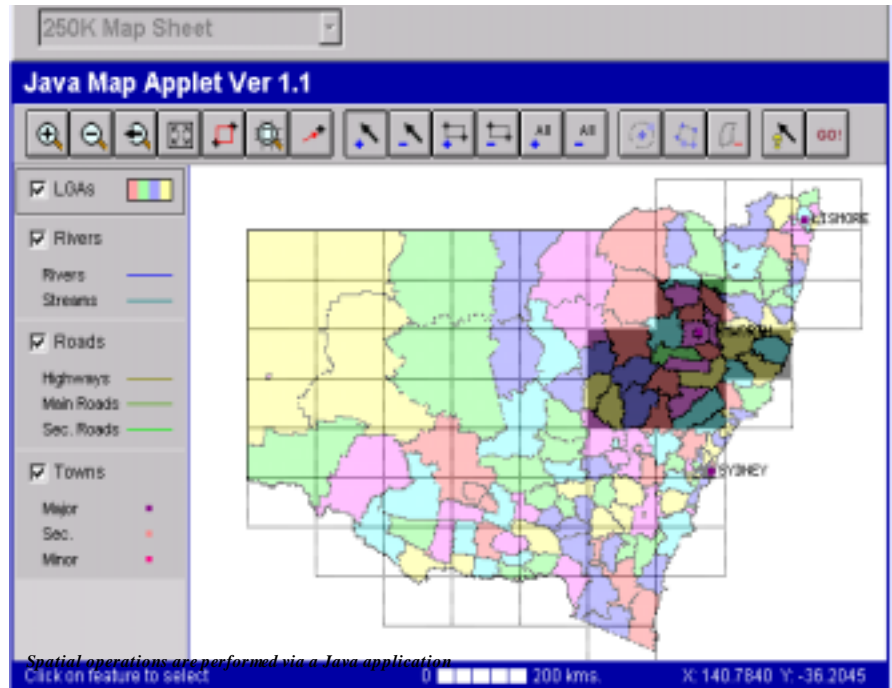 250K Map Sheet
Java Map Applet Ver 1.1
All All GO!
LGAs
Rivers
Rivers
Streams
Roads
Highways
Main Roads
Sec. Roads
Towns
Major
Sec.
Minor
LISMORE
SYDNEY
Spatial operations are performed via a Java application
Click on feature to select 0 200 kms. X: 140.7840 Y: -36.2045